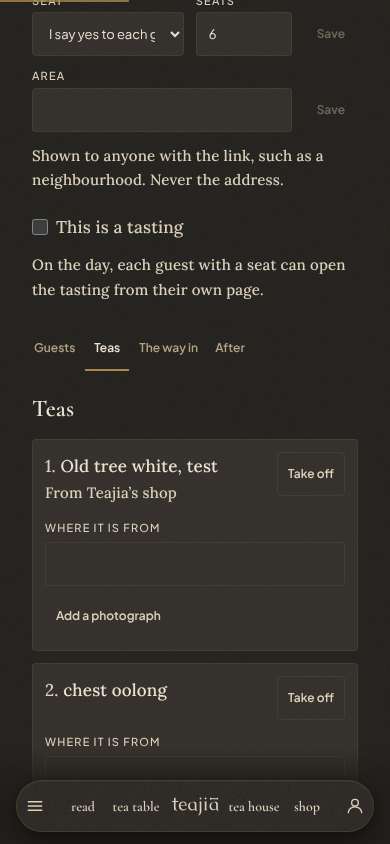 SEAT SEATS
I say yes to each g 6 Save
AREA
Save
Shown to anyone with the link, such as a
neighbourhood. Never the address.
This is a tasting
On the day, each guest with a seat can open
the tasting from their own page.
Guests Teas The way in After
Teas
1. Old tree white, test Take off
From Teajia’s shop
WHERE IT IS FROM
Add a photograph
2. chest oolong Take off
WHERE IT IS FROM
read tea table teajia tea house shop